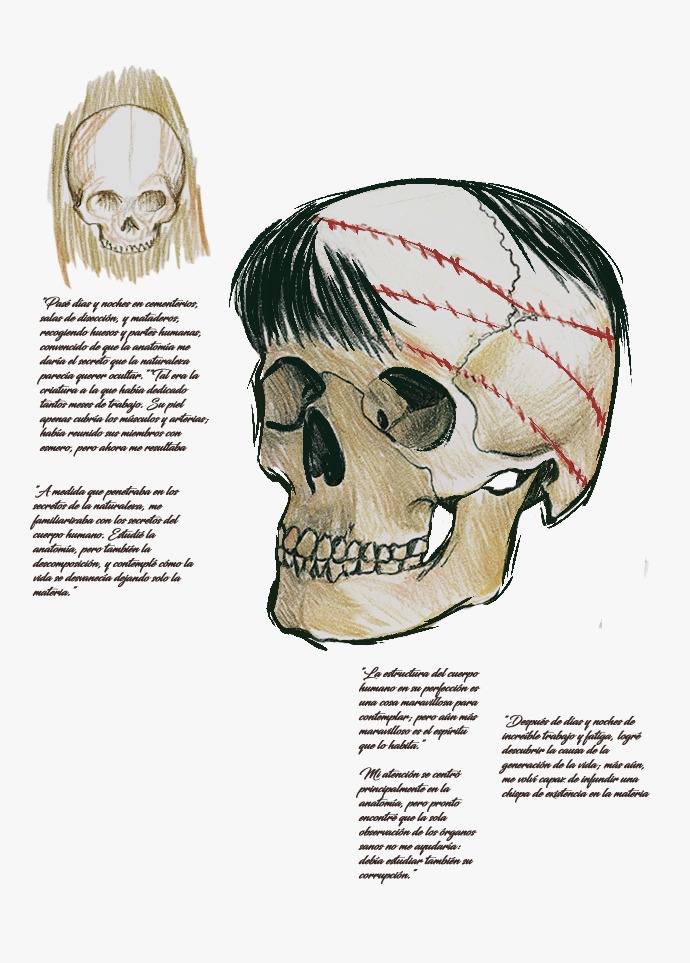 "Pasé días y noches en cementerios,
salas de disección, y mataderos,
recogiendo huesos y partes humanas,
convencido de que la anatomía me
daría el secreto que la naturaleza
parecía querer ocultar." "Tal era la
criatura a la que había dedicado
tantos meses de trabajo. Su piel
apenas cubría los músculos y arterias;
había reunido sus miembros con
esmero, pero ahora me resultaba
"A medida que penetraba en los
secretos de la naturaleza, me
familiarizaba con los secretos del
cuerpo humano. Estudié la
anatomía, pero también la
descomposición, y contemplé cómo la
vida se desvanecía dejando solo la
materia."
"La estructura del cuerpo
humano en su perfección es
una cosa maravillosa para
contemplar; pero aún más
maravilloso es el espíritu
que lo habita."
Mi atención se centró
principalmente en la
anatomía, pero pronto
encontré que la sola
observación de los órganos
sanos no me ayudaría:
debía estudiar también su
corrupción."
"Después de días y noches de
increíble trabajo y fatiga, logré
descubrir la causa de la
generación de la vida; más aún,
me volví capaz de infundir una
chispa de existencia en la materia